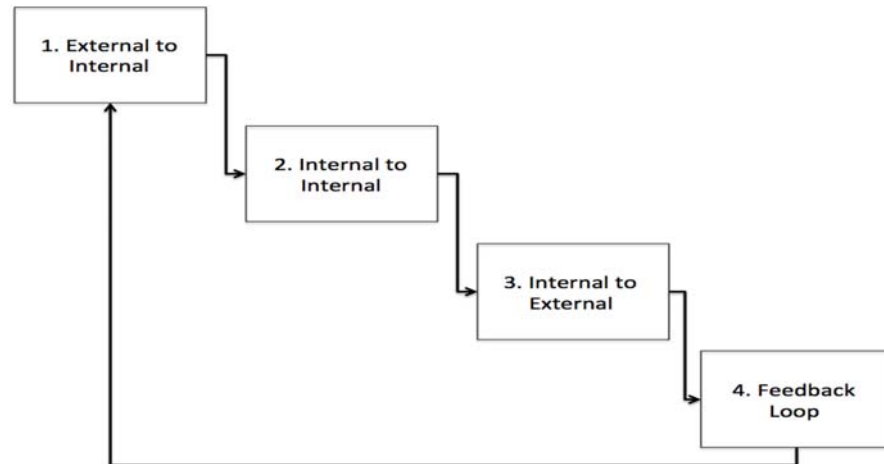 1. External to
Internal
2. Internal to
Internal
3. Internal to
External
4. Feedback
Loop